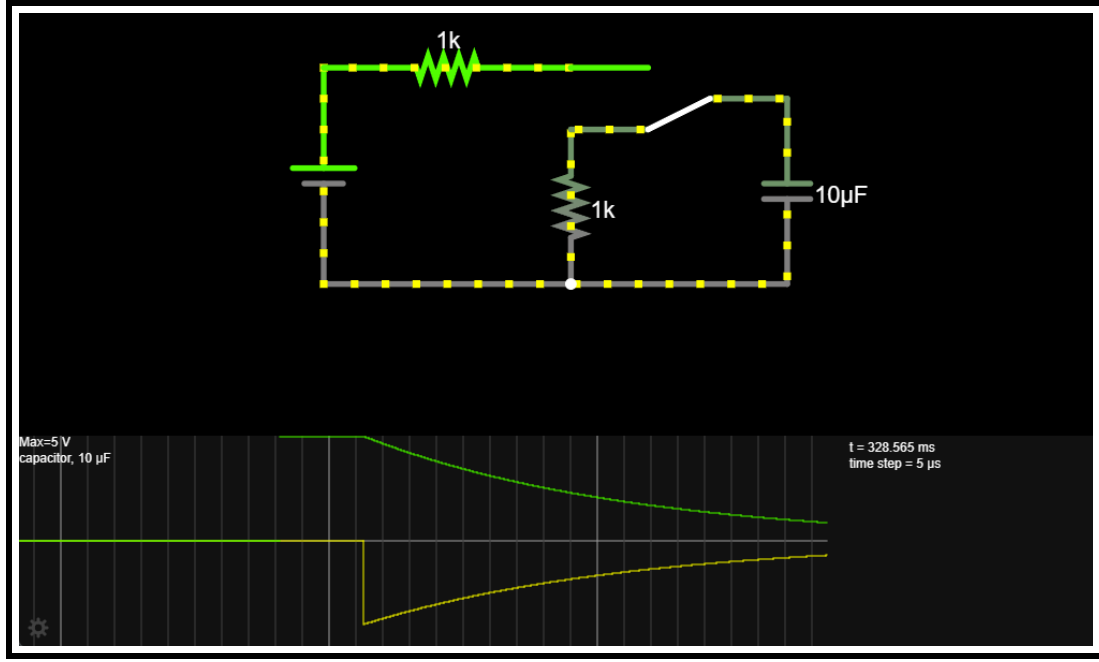 1k
1k
10µF
Max=5 V
capacitor, 10 µF
t = 328.565 ms
time step = 5 µs